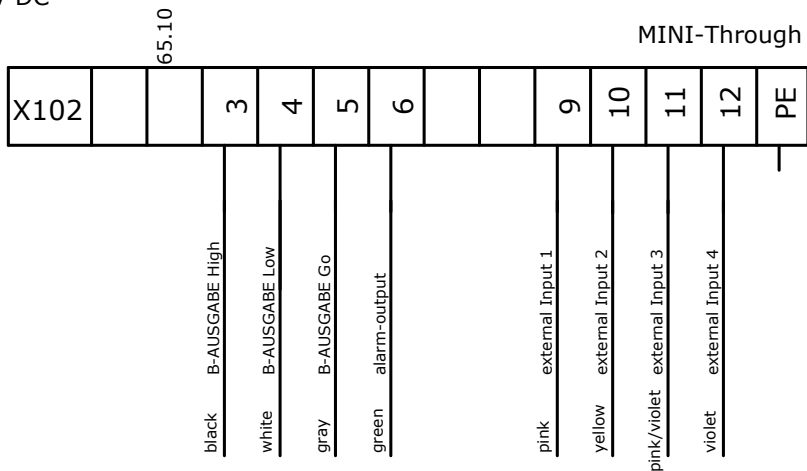 DC
65.10
MINI-Through
X102
3
4
5
6
9
10
11
12
PE
black B-AUSGABE High
white B-AUSGABE Low
gray B-AUSGABE Go
green alarm-output
pink external Input 1
yellow external Input 2
pink/violet external Input 3
violet external Input 4